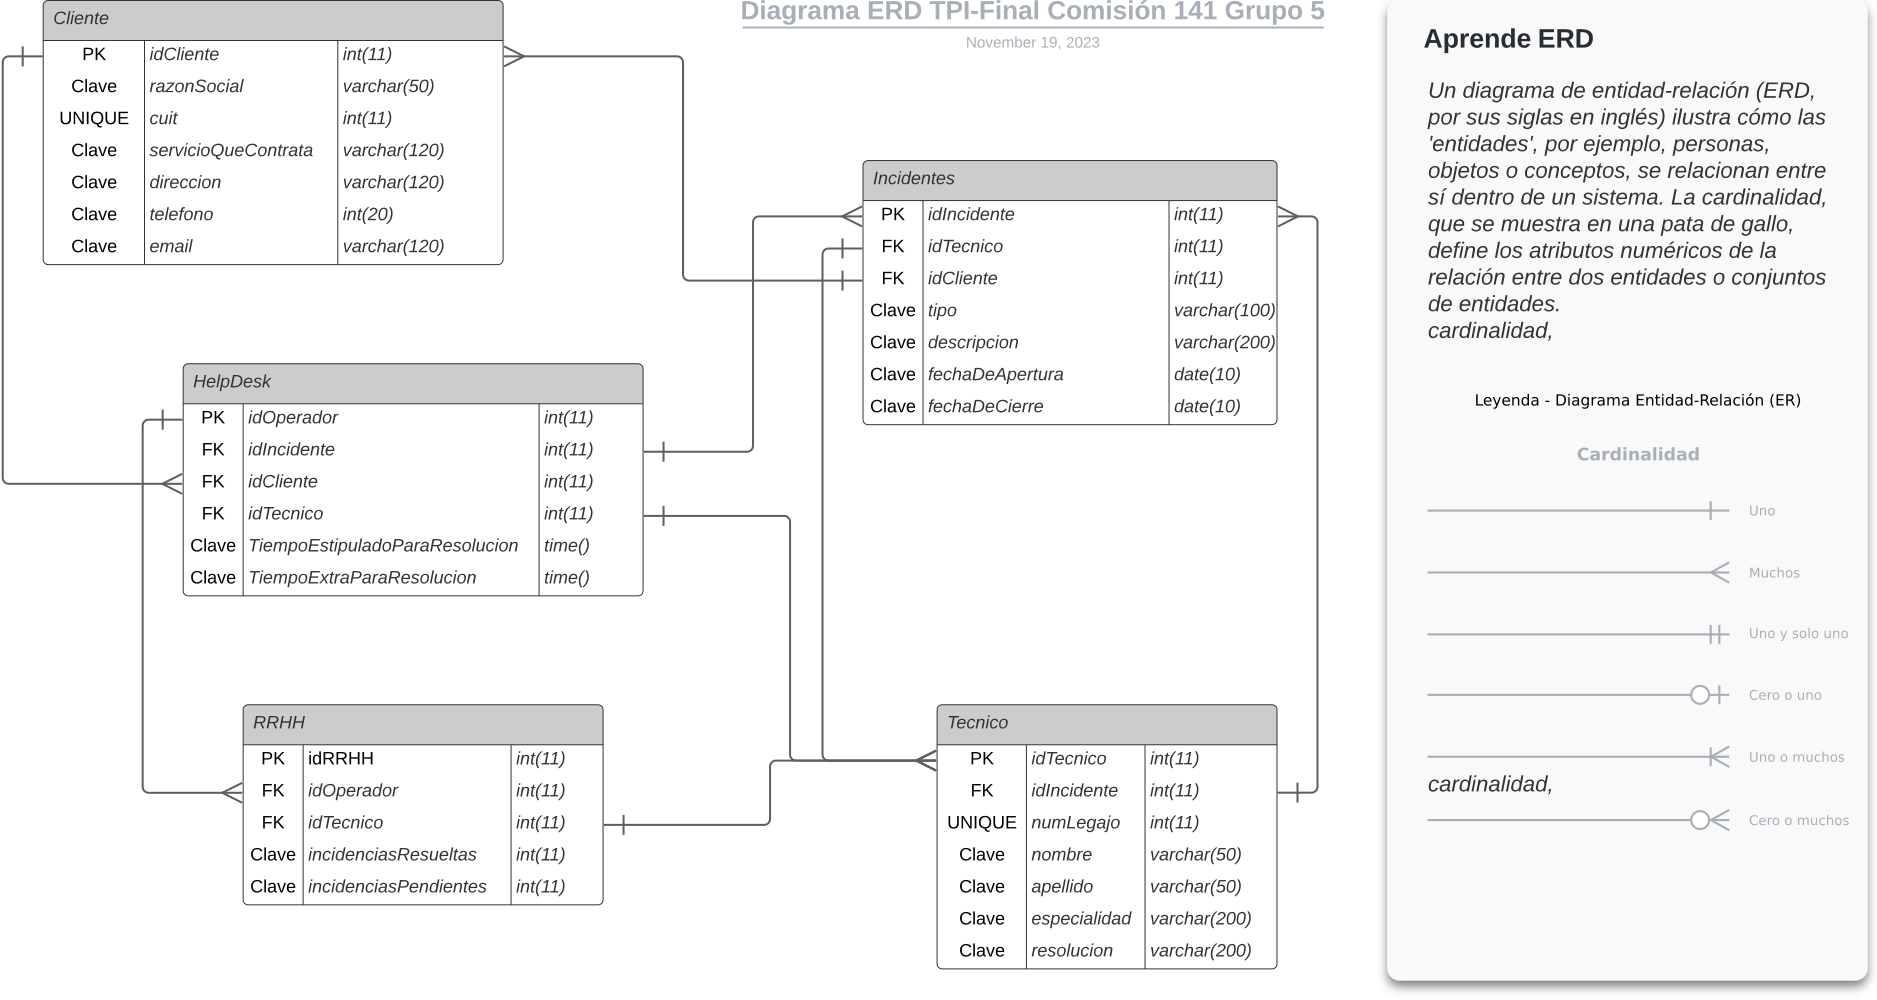 Diagrama ERD TPI-Final Comisión 141 Grupo 5
November 19, 2023
Cliente
PK idCliente int(11)
Clave razonSocial varchar(50)
UNIQUE cuit int(11)
Clave servicioQueContrata varchar(120)
Clave direccion varchar(120)
Clave telefono int(20)
Clave email varchar(120)
Incidentes
PK idIncidente int(11)
FK idTecnico int(11)
FK idCliente int(11)
Clave tipo varchar(100)
Clave descripcion varchar(200)
Clave fechaDeApertura date(10)
Clave fechaDeCierre date(10)
HelpDesk
PK idOperador int(11)
FK idIncidente int(11)
FK idCliente int(11)
FK idTecnico int(11)
Clave TiempoEstipuladoParaResolucion time()
Clave TiempoExtraParaResolucion time()
RRHH
PK idRRHH int(11)
FK idOperador int(11)
FK idTecnico int(11)
Clave incidenciasResueltas int(11)
Clave incidenciasPendientes int(11)
Tecnico
PK idTecnico int(11)
FK idIncidente int(11)
UNIQUE numLegajo int(11)
Clave nombre varchar(50)
Clave apellido varchar(50)
Clave especialidad varchar(200)
Clave resolucion varchar(200)
Aprende ERD
Un diagrama de entidad-relación (ERD,
por sus siglas en inglés) ilustra cómo las
'entidades', por ejemplo, personas,
objetos o conceptos, se relacionan entre
sí dentro de un sistema. La cardinalidad,
que se muestra en una pata de gallo,
define los atributos numéricos de la
relación entre dos entidades o conjuntos
de entidades.
cardinalidad,
Leyenda - Diagrama Entidad-Relación (ER)
Cardinalidad
Uno
Muchos
Uno y solo uno
Cero o uno
Uno o muchos
cardinalidad,
Cero o muchos